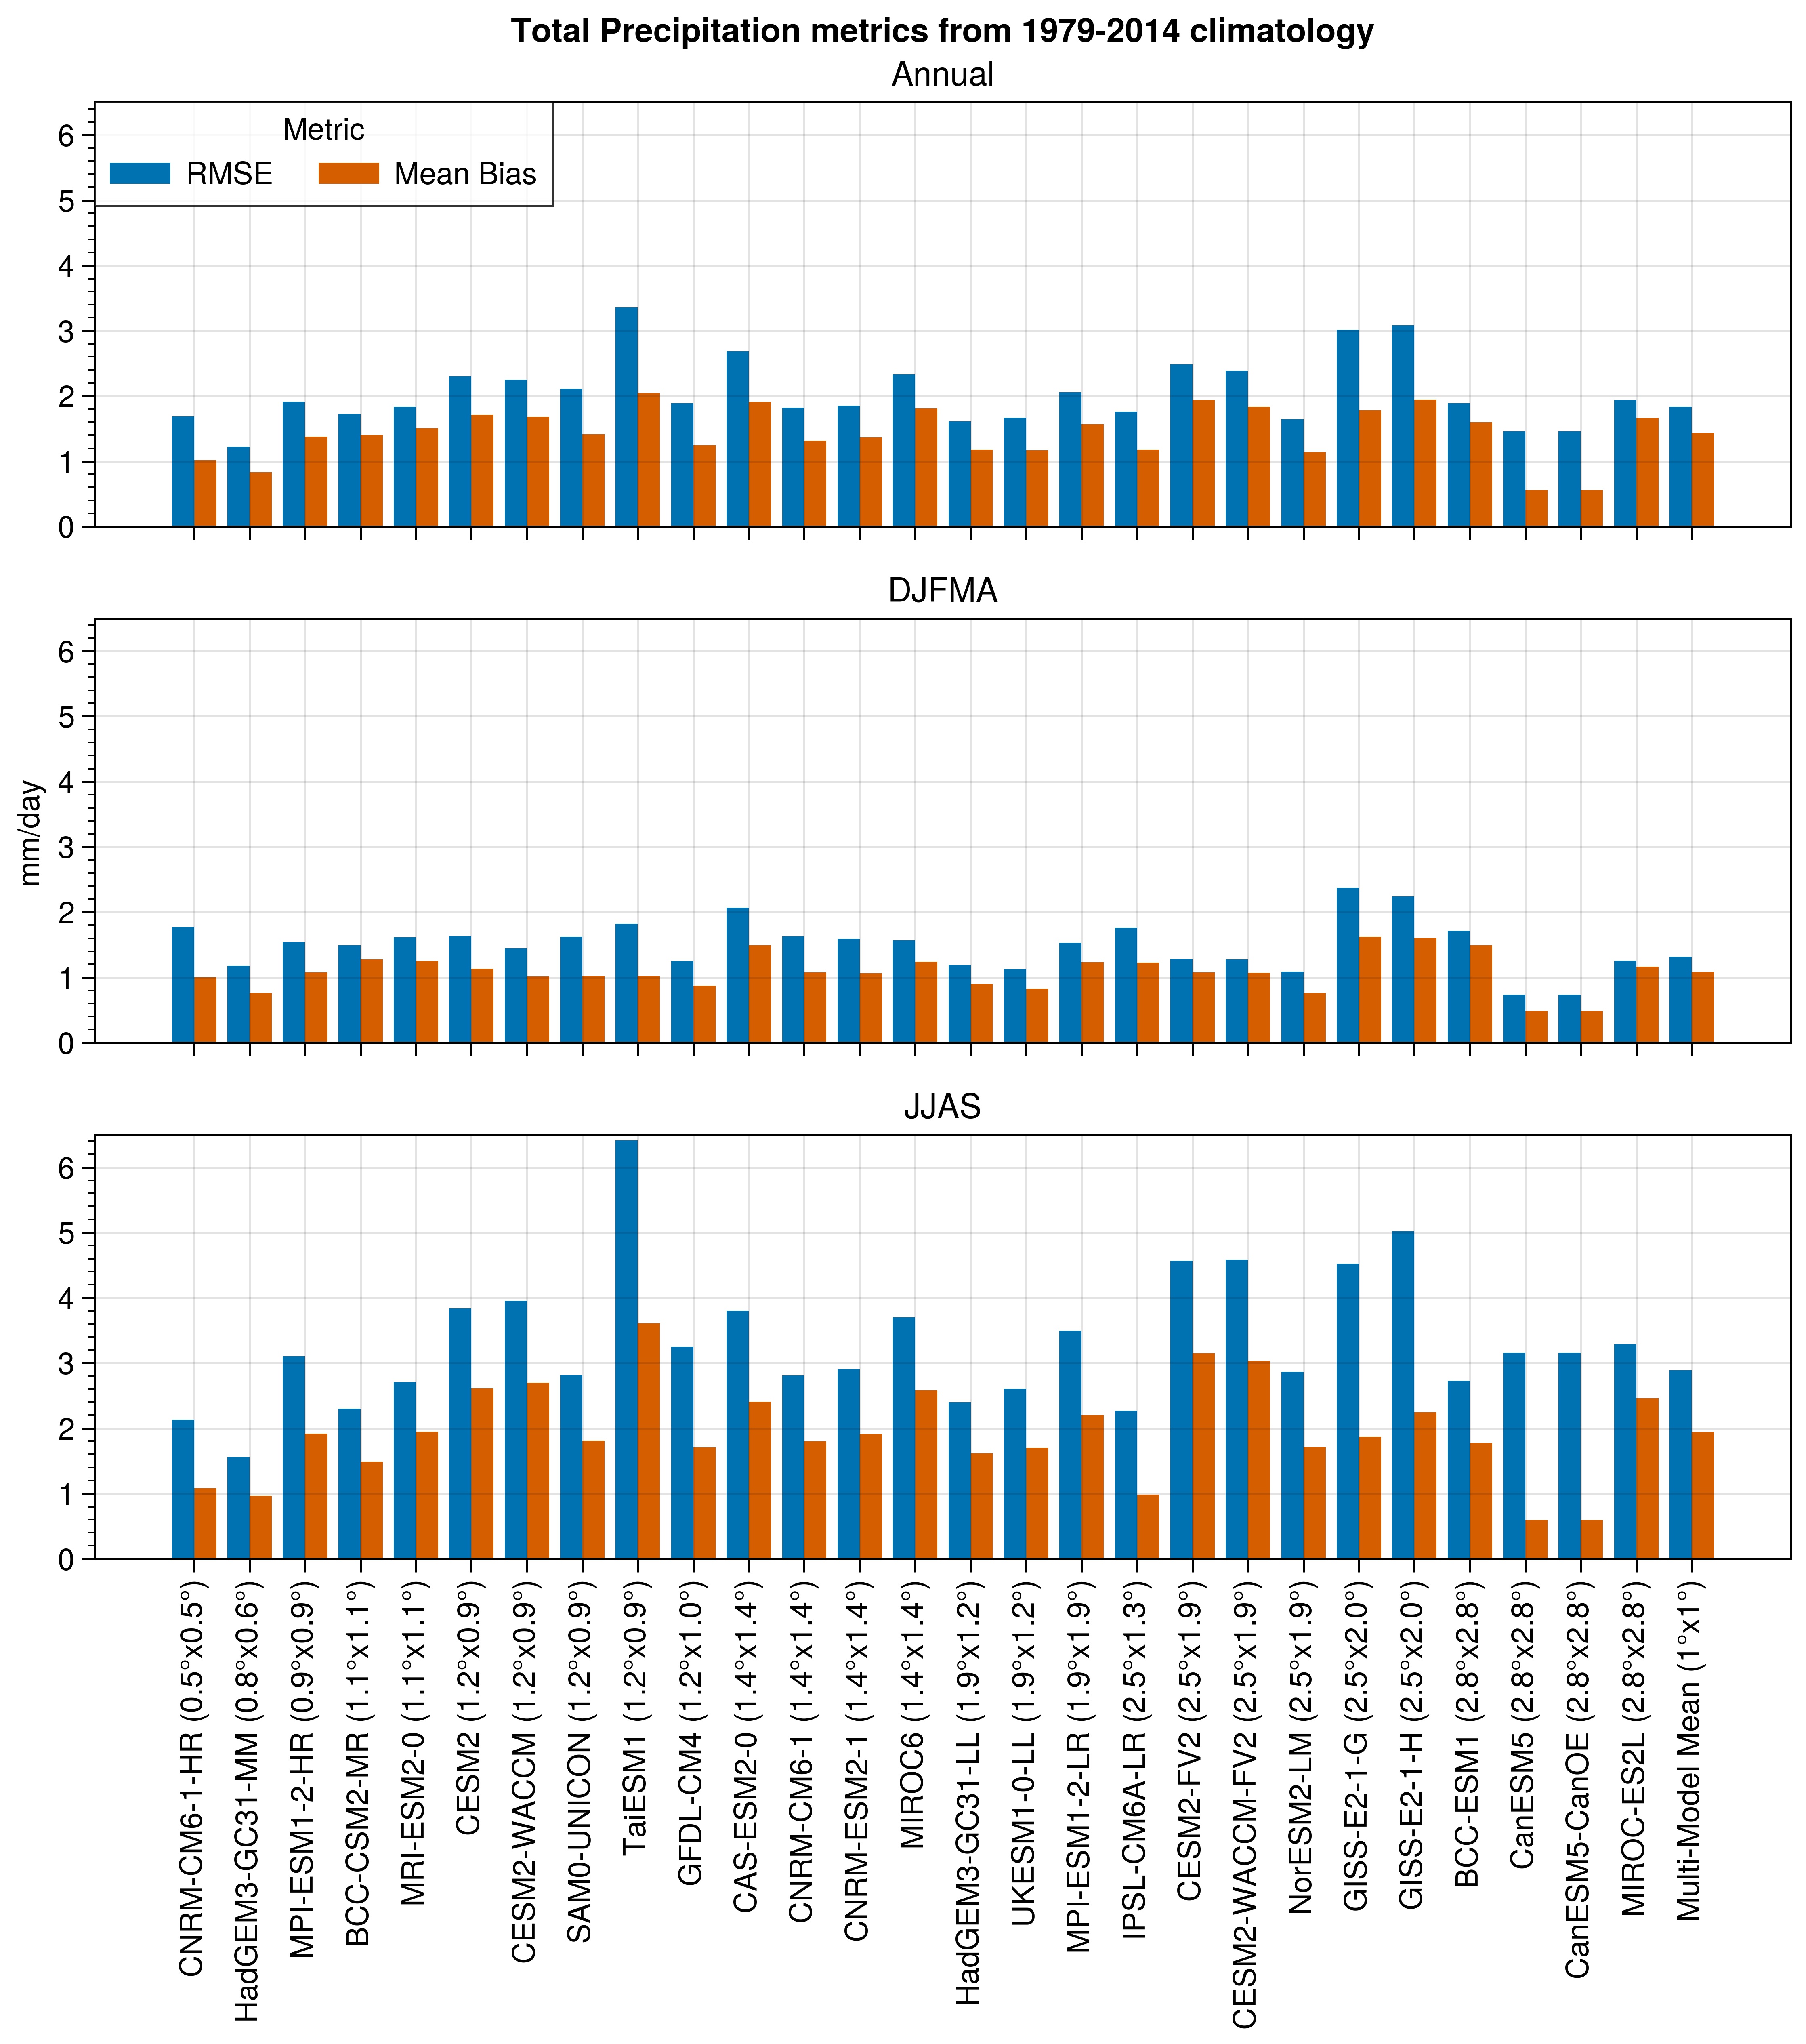 Total Precipitation metrics from 1979-2014 climatology
Annual
Metric
RMSE Mean Bias
6
5
4
3
2
1
0
DJFMA
mm/day
6
5
4
3
2
1
0
JJAS
6
5
4
3
2
1
0
CNRM-CM6-1-HR (0.5°x0.5°)
HadGEM3-GC31-MM (0.8°x0.6°)
MPI-ESM1-2-HR (0.9°x0.9°)
BCC-CSM2-MR (1.1°x1.1°)
MRI-ESM2-0 (1.1°x1.1°)
CESM2 (1.2°x0.9°)
CESM2-WACCM (1.2°x0.9°)
SAM0-UNICON (1.2°x0.9°)
TaiESM1 (1.2°x0.9°)
GFDL-CM4 (1.2°x1.0°)
CAS-ESM2-0 (1.4°x1.4°)
CNRM-CM6-1 (1.4°x1.4°)
CNRM-ESM2-1 (1.4°x1.4°)
MIROC6 (1.4°x1.4°)
HadGEM3-GC31-LL (1.9°x1.2°)
UKESM1-0-LL (1.9°x1.2°)
MPI-ESM1-2-LR (1.9°x1.9°)
IPSL-CM6A-LR (2.5°x1.3°)
CESM2-FV2 (2.5°x1.9°)
CESM2-WACCM-FV2 (2.5°x1.9°)
NorESM2-LM (2.5°x1.9°)
GISS-E2-1-G (2.5°x2.0°)
GISS-E2-1-H (2.5°x2.0°)
BCC-ESM1 (2.8°x2.8°)
CanESM5 (2.8°x2.8°)
CanESM5-CanOE (2.8°x2.8°)
MIROC-ES2L (2.8°x2.8°)
Multi-Model Mean (1°x1°)